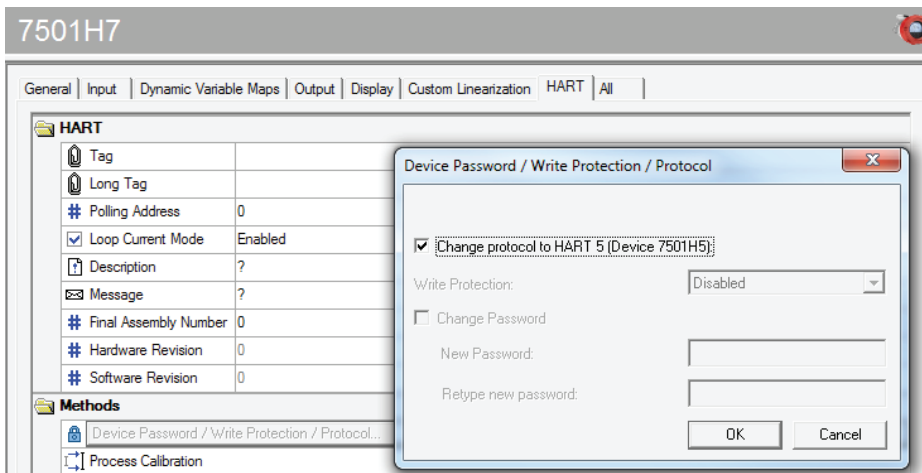 7501H7
General Input Dynamic Variable Maps Output Display Custom Linearization HART All
HART
Tag
Long Tag
# Polling Address 0
Loop Current Mode Enabled
Description ?
Message ?
# Final Assembly Number 0
# Hardware Revision 0
# Software Revision 0
Methods
Device Password / Write Protection / Protocol...
Process Calibration
Device Password / Write Protection / Protocol
Change protocol to HART 5 (Device 7501H5)
Write Protection: Disabled
Change Password
New Password:
Retype new password:
OK Cancel